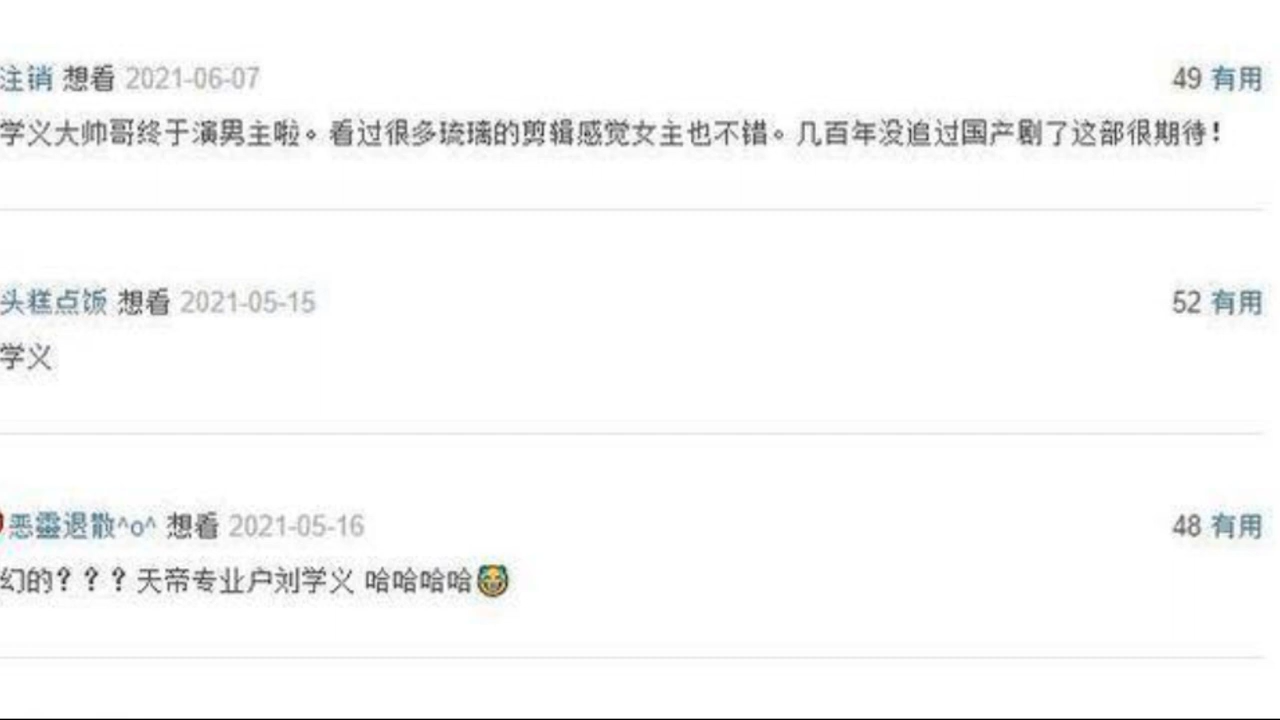 注销 想看 2021-06-07 49 有用
学义大帅哥终于演男主啦。看过很多琉璃的剪辑感觉女主也不错。几百年没追过国产剧了这部很期待！
头糕点饭 想看 2021-05-15 52 有用
学义
恶靈退散^o^ 想看 2021-05-16 48 有用
幻的？？？天帝专业户刘学义 哈哈哈哈😹